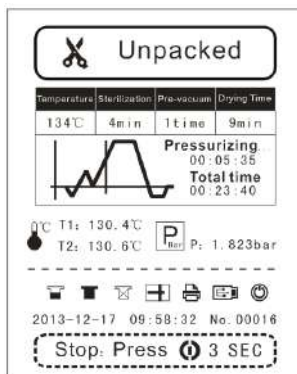 Unpacked
Temperature Sterilization Pre-vacuum Drying Time
134℃ 4min 1time 9min
Pressurizing
00:05:35
Total time
00:23:40
℃ T1: 130.4℃
T2: 130.6℃
P Bar P: 1.823bar
2013-12-17 09:58:32 No.00016
Stop: Press 3 SEC